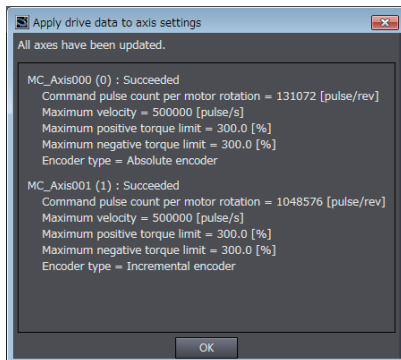 Apply drive data to axis settings
All axes have been updated.
MC_Axis000 (0) : Succeeded
Command pulse count per motor rotation = 131072 [pulse/rev]
Maximum velocity = 500000 [pulse/s]
Maximum positive torque limit = 300.0 [%]
Maximum negative torque limit = 300.0 [%]
Encoder type = Absolute encoder
MC_Axis001 (1) : Succeeded
Command pulse count per motor rotation = 1048576 [pulse/rev]
Maximum velocity = 500000 [pulse/s]
Maximum positive torque limit = 300.0 [%]
Maximum negative torque limit = 300.0 [%]
Encoder type = Incremental encoder
OK